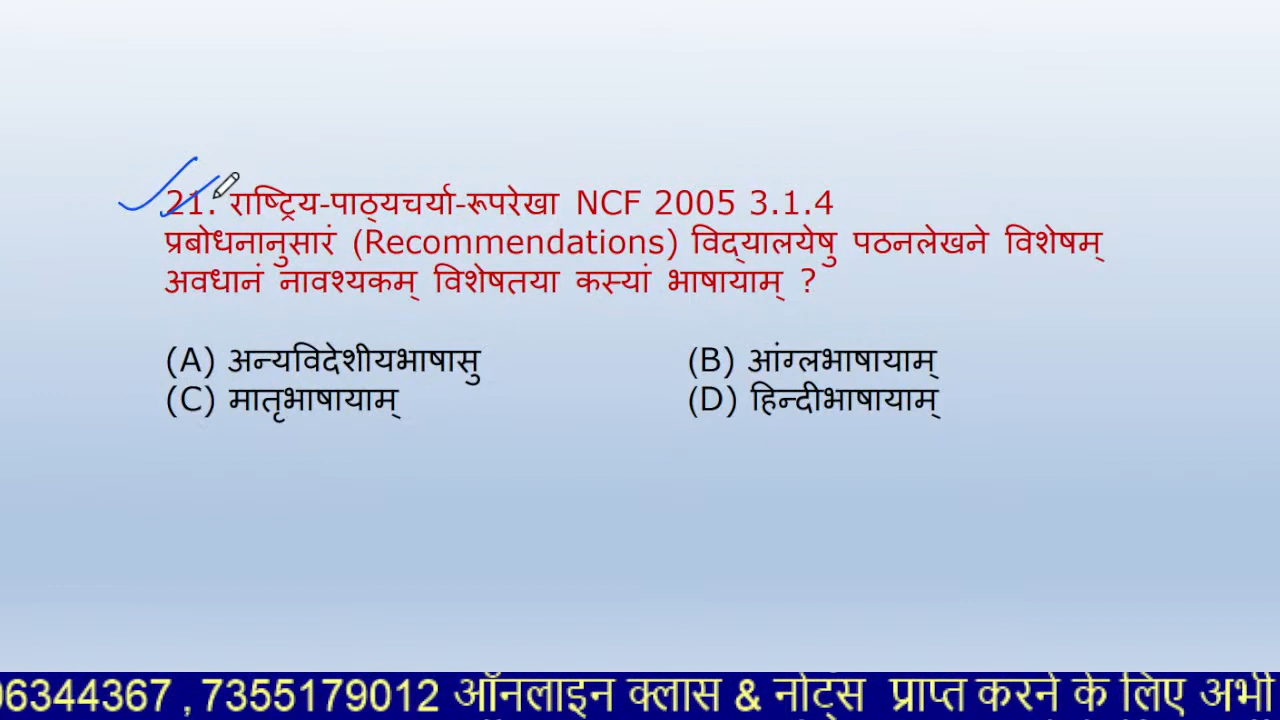 21. राष्ट्रिय-पाठ्यचर्या-रूपरेखा NCF 2005 3.1.4
प्रबोधनानुसारं (Recommendations) विद्यालयेषु पठनलेखने विशेषम्
अवधानं नावश्यकम् विशेषतया कस्यां भाषायाम् ?
(A) अन्यविदेशीयभाषासु (B) आंग्लभाषायाम्
(C) मातृभाषायाम् (D) हिन्दीभाषायाम्
06344367 , 7355179012 ऑनलाइन क्लास & नोट्स प्राप्त करने के लिए अभी